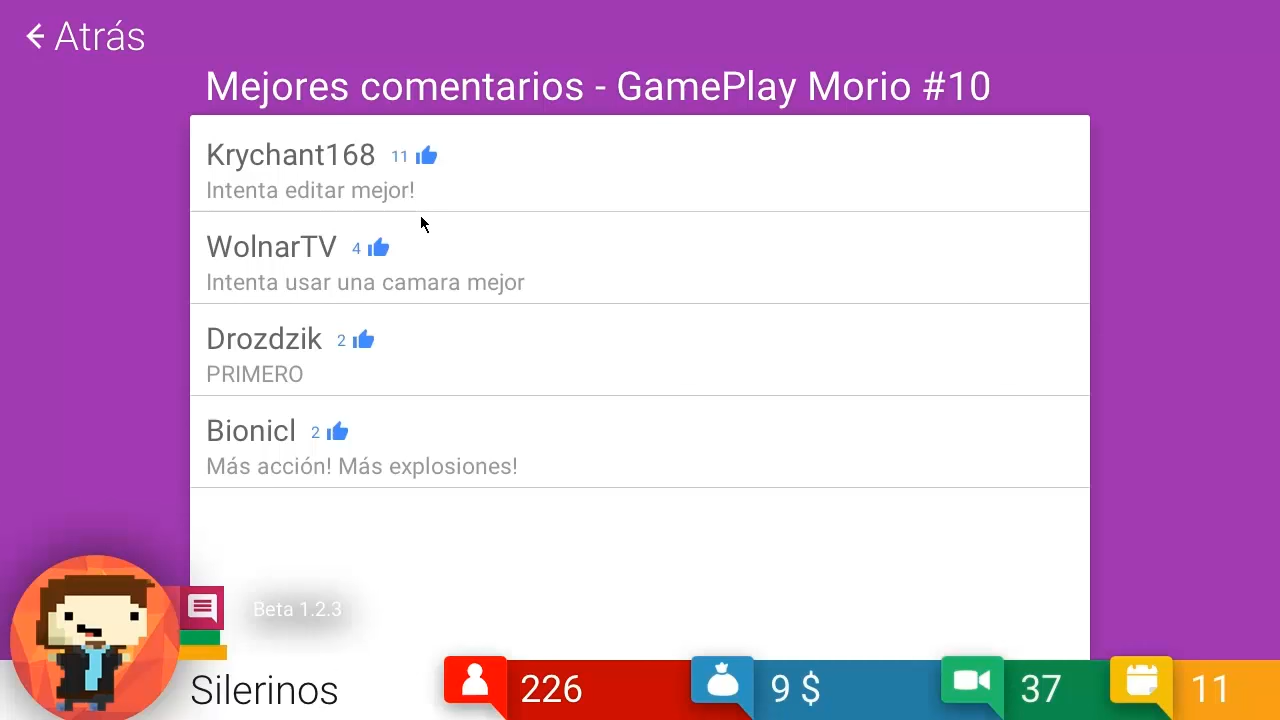 Atrás
Mejores comentarios - GamePlay Morio #10
Krychant168 11
Intenta editar mejor!
WolnarTV 4
Intenta usar una camara mejor
Drozdzik 2
PRIMERO
Bionicl 2
Más acción! Más explosiones!
Beta 1.2.3
Silerinos 226 9 $ 37 11